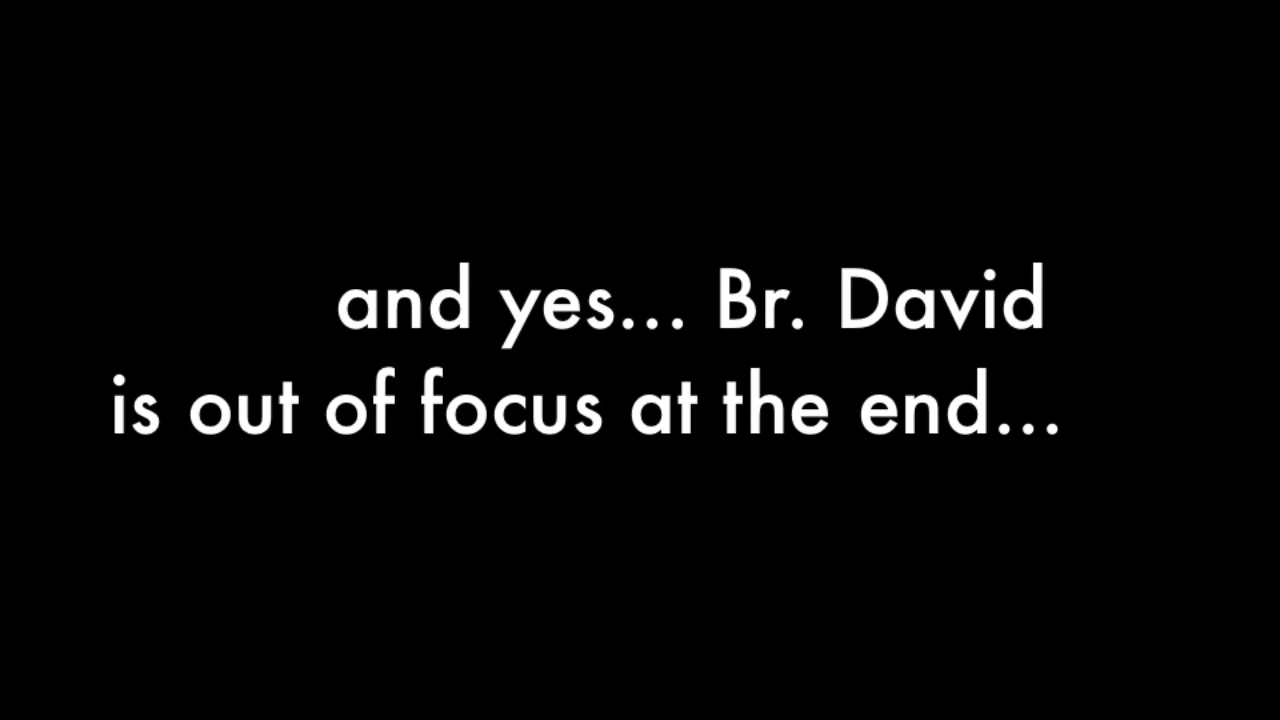 and yes... Br. David
is out of focus at the end...